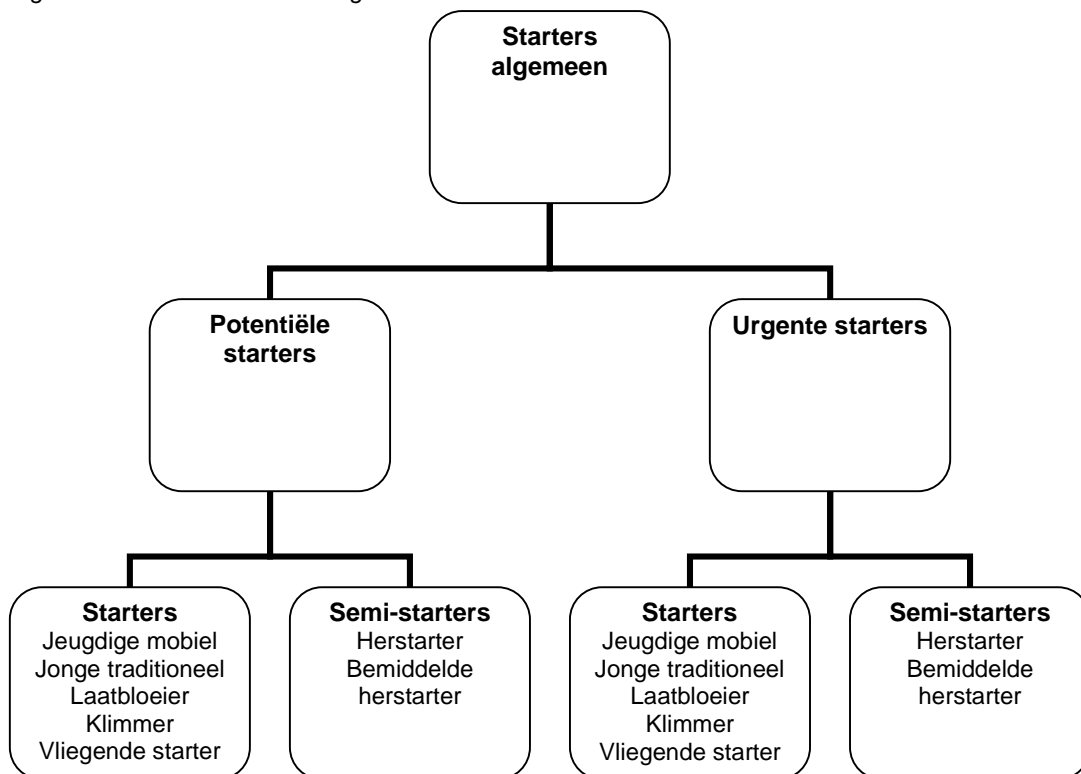 Starters
algemeen
Potentiële
starters
Urgente starters
Starters
Jeugdige mobiel
Jonge traditioneel
Laatbloeier
Klimmer
Vliegende starter
Semi-starters
Herstarter
Bemiddelde
herstarter
Starters
Jeugdige mobiel
Jonge traditioneel
Laatbloeier
Klimmer
Vliegende starter
Semi-starters
Herstarter
Bemiddelde
herstarter